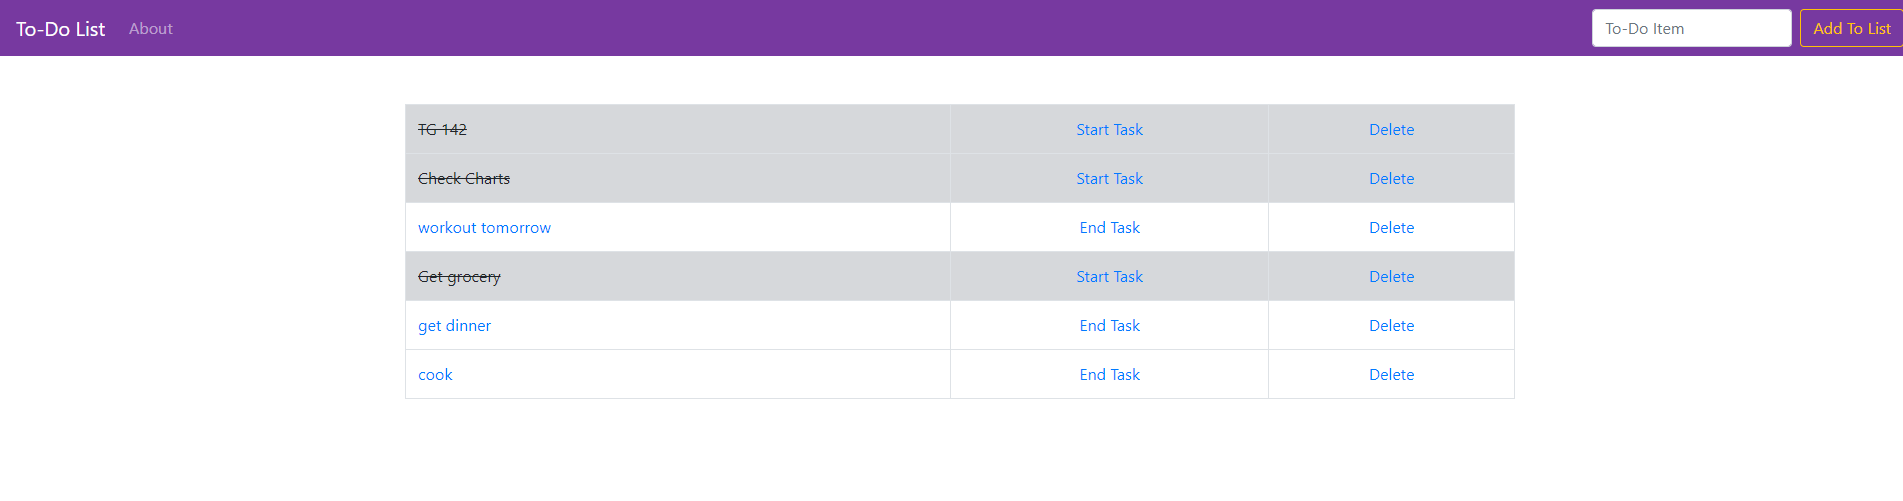 To-Do List About To-Do Item Add To List
TG 142 Start Task Delete
Check Charts Start Task Delete
workout tomorrow End Task Delete
Get grocery Start Task Delete
get dinner End Task Delete
cook End Task Delete